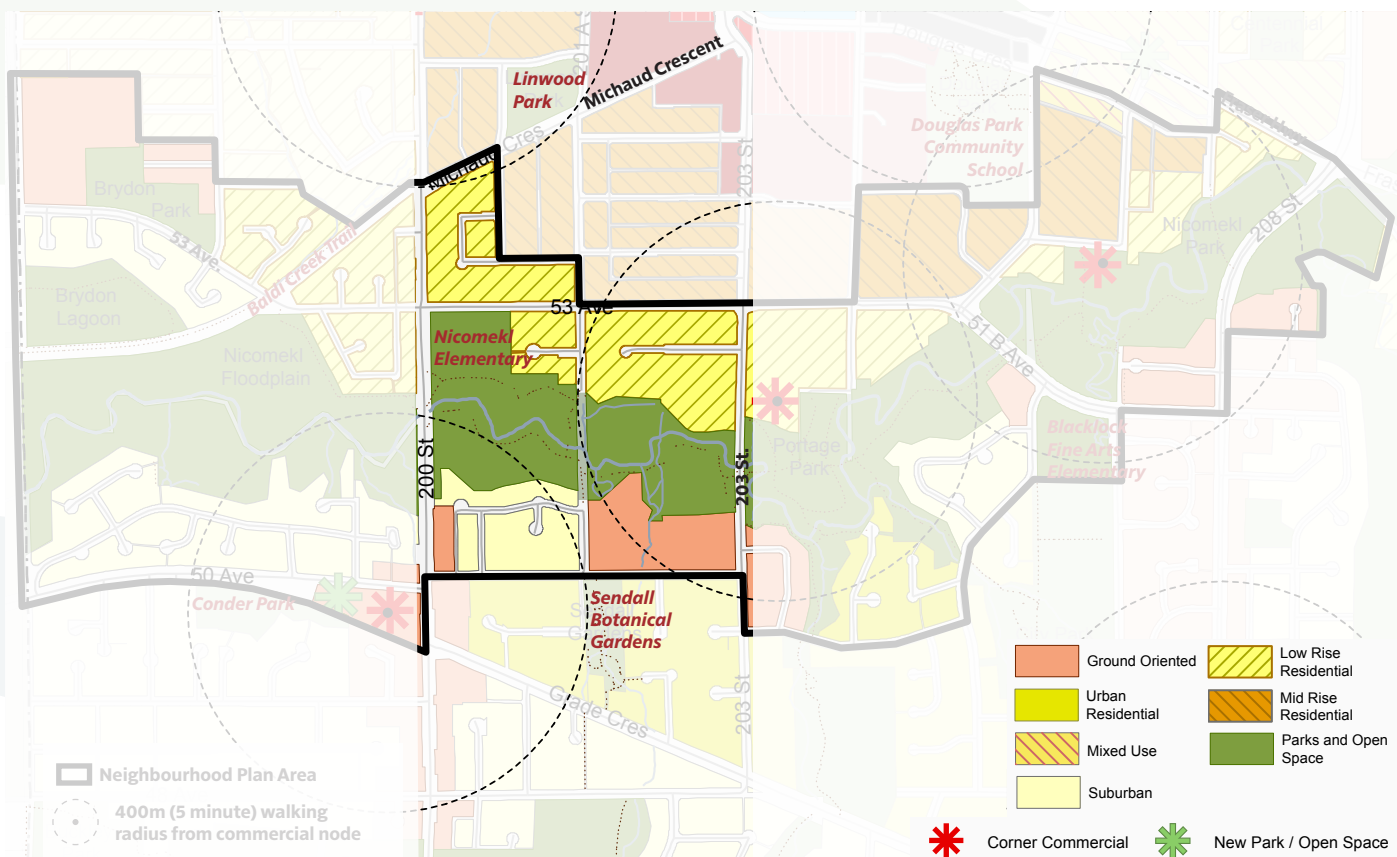 201 A S
Douglas Cres
Linwood
Park
Michaud Crescent
Michaud Cres
203 St
Douglas Park
Community
School
Fraser Hwy
208 St
Brydon
Park
53 Ave.
Baldi Creek Trail
Brydon
Lagoon
Nicomekl
Park
53 Ave
Nicomekl
Elementary
Nicomekl
Floodplain
51 B Ave
Portage
Park
Blacklock
Fine Arts
Elementary
200 St
203 St.
50 Ave
Conder Park
Sendall
Botanical
Gardens
Grade Cres
203 St
Neighbourhood Plan Area
400m (5 minute) walking
radius from commercial node
Ground Oriented
Urban
Residential
Mixed Use
Suburban
Low Rise
Residential
Mid Rise
Residential
Parks and Open
Space
Corner Commercial
New Park / Open Space